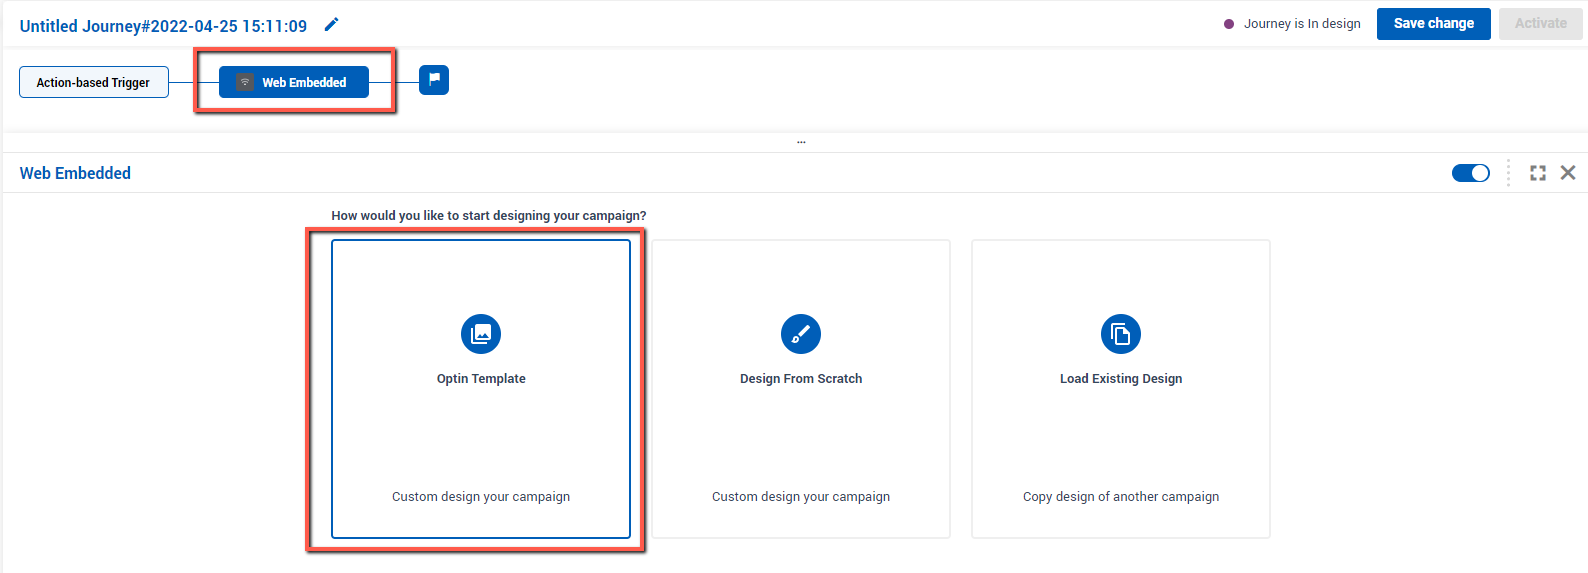 Untitled Journey#2022-04-25 15:11:09
Journey is In design
Save change
Activate
Action-based Trigger
Web Embedded
...
Web Embedded
How would you like to start designing your campaign?
Optin Template
Design From Scratch
Load Existing Design
Custom design your campaign
Custom design your campaign
Copy design of another campaign